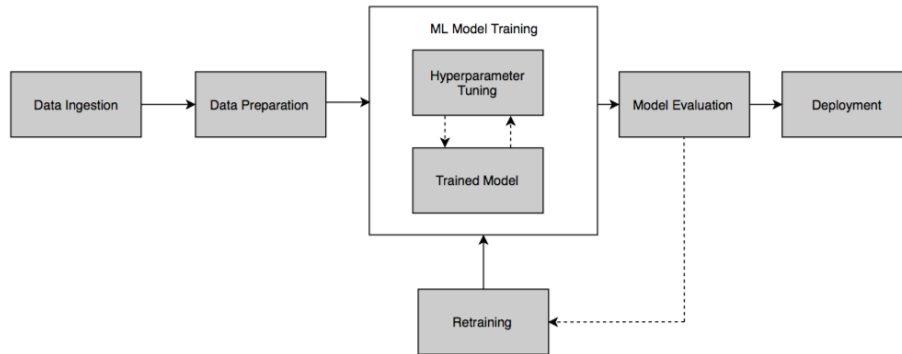 ML Model Training
Hyperparameter
Tuning
Data Ingestion
Data Preparation
Model Evaluation
Deployment
Trained Model
Retraining